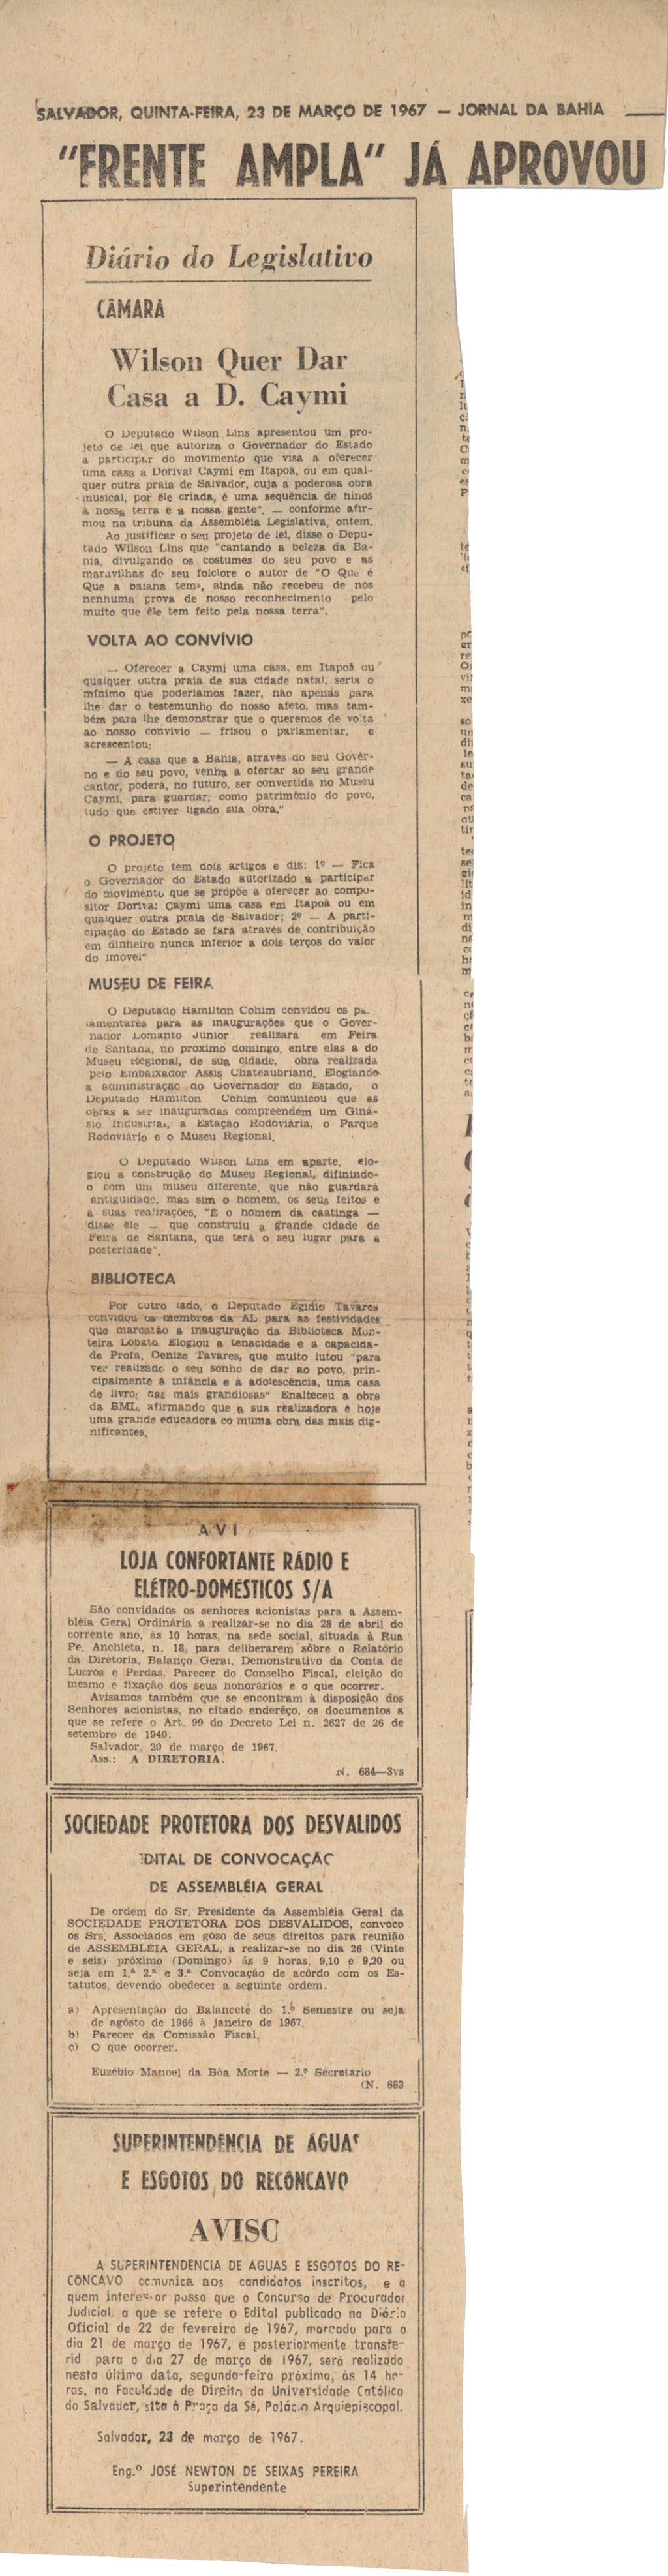 SALVADOR, QUINTA-FEIRA, 23 DE MARÇO DE 1967 — JORNAL DA BAHIA
"FRENTE AMPLA" JÁ APROVOU
Diário do Legislativo
CÂMARA
Wilson Quer Dar
Casa a D. Caymi
O Deputado Wilson Lins apresentou um pro-
jeto de lei que autoriza o Governador do Estado
a participar do movimento que visa a oferecer
uma casa a Dorival Caymi em Itapoã, ou em qual-
quer outra praia de Salvador, cuja a poderosa obra
musical, por êle criada, é uma sequência de hinos
à nossa terra e a nossa gente". — conforme afir-
mou na tribuna da Assembléia Legislativa, ontem.
Ao justificar o seu projeto de lei, disse o Depu-
tado Wilson Lins que "cantando a beleza da Ba-
hia, divulgando os costumes do seu povo e as
maravilhas de seu folclore o autor de "O Que é
Que a baiana tem», ainda não recebeu de nós
nenhuma prova de nosso reconhecimento pelo
muito que êle tem feito pela nossa terra".
VOLTA AO CONVÍVIO
— Oferecer a Caymi uma casa, em Itapoã ou
qualquer outra praia de sua cidade natal, seria o
mínimo que poderiamos fazer, não apenas para
lhe dar o testemunho do nosso afeto, mas tam-
bém para lhe demonstrar que o queremos de volta
ao nosso convivio — frisou o parlamentar, e
acrescentou:
— A casa que a Bahia, através do seu Govêr-
no e do seu povo, venha a ofertar ao seu grande
cantor, poderá, no futuro, ser convertida no Museu
Caymi, para guardar, como patrimônio do povo,
tudo que estiver ligado sua obra."
O PROJETO
O projeto tem dois artigos e diz: 1º — Fica
o Governador do Estado autorizado a participar
do movimento que se propõe a oferecer ao compo-
sitor Dorival Caymi uma casa em Itapoã ou em
qualquer outra praia de Salvador; 2º — A parti-
cipação do Estado se fará através de contribuição
em dinheiro nunca inferior a dois terços do valor
do imóvel"
MUSEU DE FEIRA
O Deputado Hamilton Cohim convidou os pa
lamentares para as inaugurações que o Gover-
nador Lomanto Junior realizará em Feira
de Santana, no proximo domingo, entre elas a do
Museu Regional, de sua cidade, obra realizada
pelo Embaixador Assis Chateaubriand. Elogiando
a administração do Governador do Estado, o
Deputado Hamilton Cohim comunicou que as
obras a ser inauguradas compreendem um Giná-
sio Industrial, a Estação Rodoviária, o Parque
Rodoviário e o Museu Regional.
O Deputado Wilson Lins em aparte, elo-
giou a construção do Museu Regional, difinindo-
o com um museu diferente, que não guardará
antiguidade, mas sim o homem, os seus feitos e
a suas realirações. "E o homem da caatinga —
disse êle — que construiu a grande cidade de
Feira de Santana, que terá o seu lugar para a
posteridade".
BIBLIOTECA
Por outro lado, o Deputado Egidio Tavares
convidou os membros da AL para as festividades
que marcarão a inauguração da Biblioteca Mon-
teira Lobato. Elogiou a tenacidade e a capacida-
de Profa. Denize Tavares, que muito lutou "para
ver realizado o seu sonho de dar ao povo, prin-
cipalmente à infância e à adolescência, uma casa
de livro, das mais grandiosas" Enalteceu a obra
da BML, afirmando que a sua realizadora é hoje
uma grande educadora co muma obra das mais dig-
nificantes.
AVI
LOJA CONFORTANTE RÁDIO E
ELÉTRO-DOMÉSTICOS S/A
São convidados os senhores acionistas para a Assem-
bléia Geral Ordinária a realizar-se no dia 28 de abril do
corrente ano, às 10 horas, na sede social, situada à Rua
Pe. Anchieta, n. 18, para deliberarem sôbre o Relatório
da Diretoria, Balanço Geral, Demonstrativo da Conta de
Lucros e Perdas, Parecer do Conselho Fiscal, eleição do
mesmo e fixação dos seus honorários e o que ocorrer.
Avisamos também que se encontram à disposição dos
Senhores acionistas, no citado enderêço, os documentos a
que se refere o Art. 99 do Decreto Lei n. 2627 de 26 de
setembro de 1940.
Salvador, 20 de março de 1967.
Ass.: A DIRETORIA.
N. 684—3vs
SOCIEDADE PROTETORA DOS DESVALIDOS
DITAL DE CONVOCAÇÃO
DE ASSEMBLÉIA GERAL
De ordem do Sr. Presidente da Assembléia Geral da
SOCIEDADE PROTETORA DOS DESVALIDOS, convoco
os Srs. Associados em gôzo de seus direitos para reunião
de ASSEMBLÉIA GERAL, a realizar-se no dia 26 (Vinte
e seis) próximo (Domingo) às 9 horas, 9,10 e 9,20 ou
seja em 1.ª 2.ª e 3.ª Convocação de acôrdo com os Es-
tatutos, devendo obedecer a seguinte ordem.
a) Apresentação do Balancete do 1.º Semestre ou seja
de agôsto de 1966 à janeiro de 1967.
b) Parecer da Comissão Fiscal.
c) O que ocorrer.
Euzébio Manoel da Bôa Morte — 2.º Secretario
(N. 683
SUPERINTENDÊNCIA DE ÁGUAS
E ESGOTOS DO RECÔNCAVO
AVISO
A SUPERINTENDÊNCIA DE ÁGUAS E ESGOTOS DO RE-
CÔNCAVO comunica aos candidatos inscritos, e a
quem interessar possa que o Concurso de Procurador
Judicial, a que se refere o Edital publicado no Diário
Oficial de 22 de fevereiro de 1967, marcado para o
dia 21 de março de 1967, e posteriormente transfe-
rid para o dia 27 de março de 1967, será realizado
nesta última data, segunda-feira próxima, às 14 ho-
ras, na Faculdade de Direito da Universidade Católica
do Salvador, sita à Praça da Sé, Palácio Arquiepiscopal.
Salvador, 23 de março de 1967.
Eng.º JOSÉ NEWTON DE SEIXAS PEREIRA
Superintendente